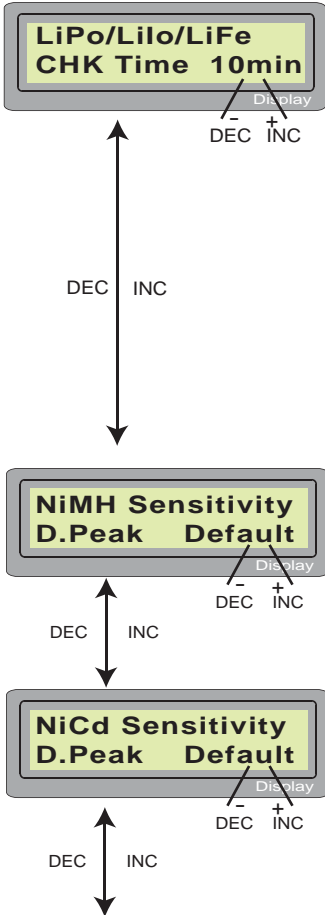 LiPo/LiIo/LiFe
CHK Time 10min
Display
- +
DEC INC
DEC INC
NiMH Sensitivity
D.Peak Default
Display
- +
DEC INC
DEC INC
NiCd Sensitivity
D.Peak Default
Display
- +
DEC INC
DEC INC